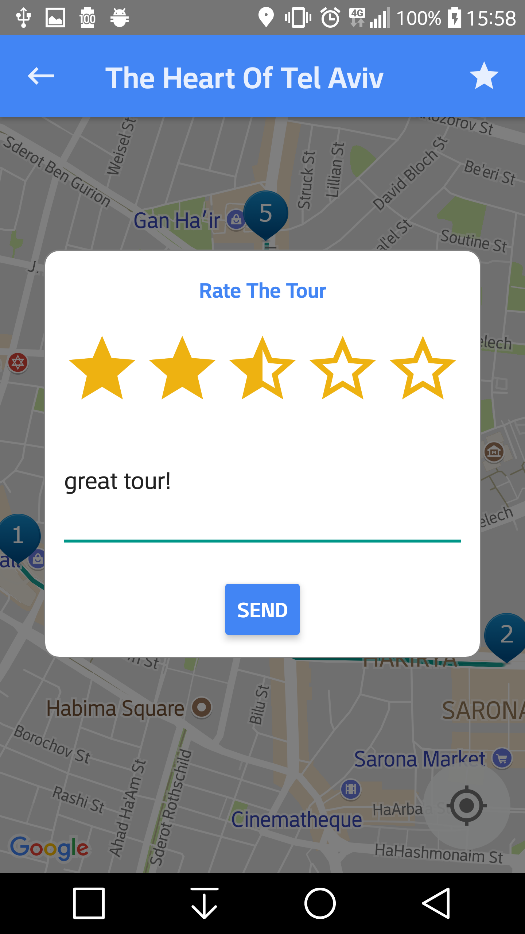 100
4G
100%
15:58
The Heart Of Tel Aviv
ozorov St
Sderot Ben Gurion
Weisel St
Struck St
Lillian St
David Bloch St
Be'eri St
Gan Ha'ir
5
Soutine St
J.
Rate The Tour
great tour!
elech
1
SEND
2
HAKIRYA
Habima Square
Bilu St
SARONA
Borochov St
Sarona Market
Rashi St
Ahad Ha'Am St
Sderot Rothschild
HaArba
Cinematheque
Google
HaHashmonaim St